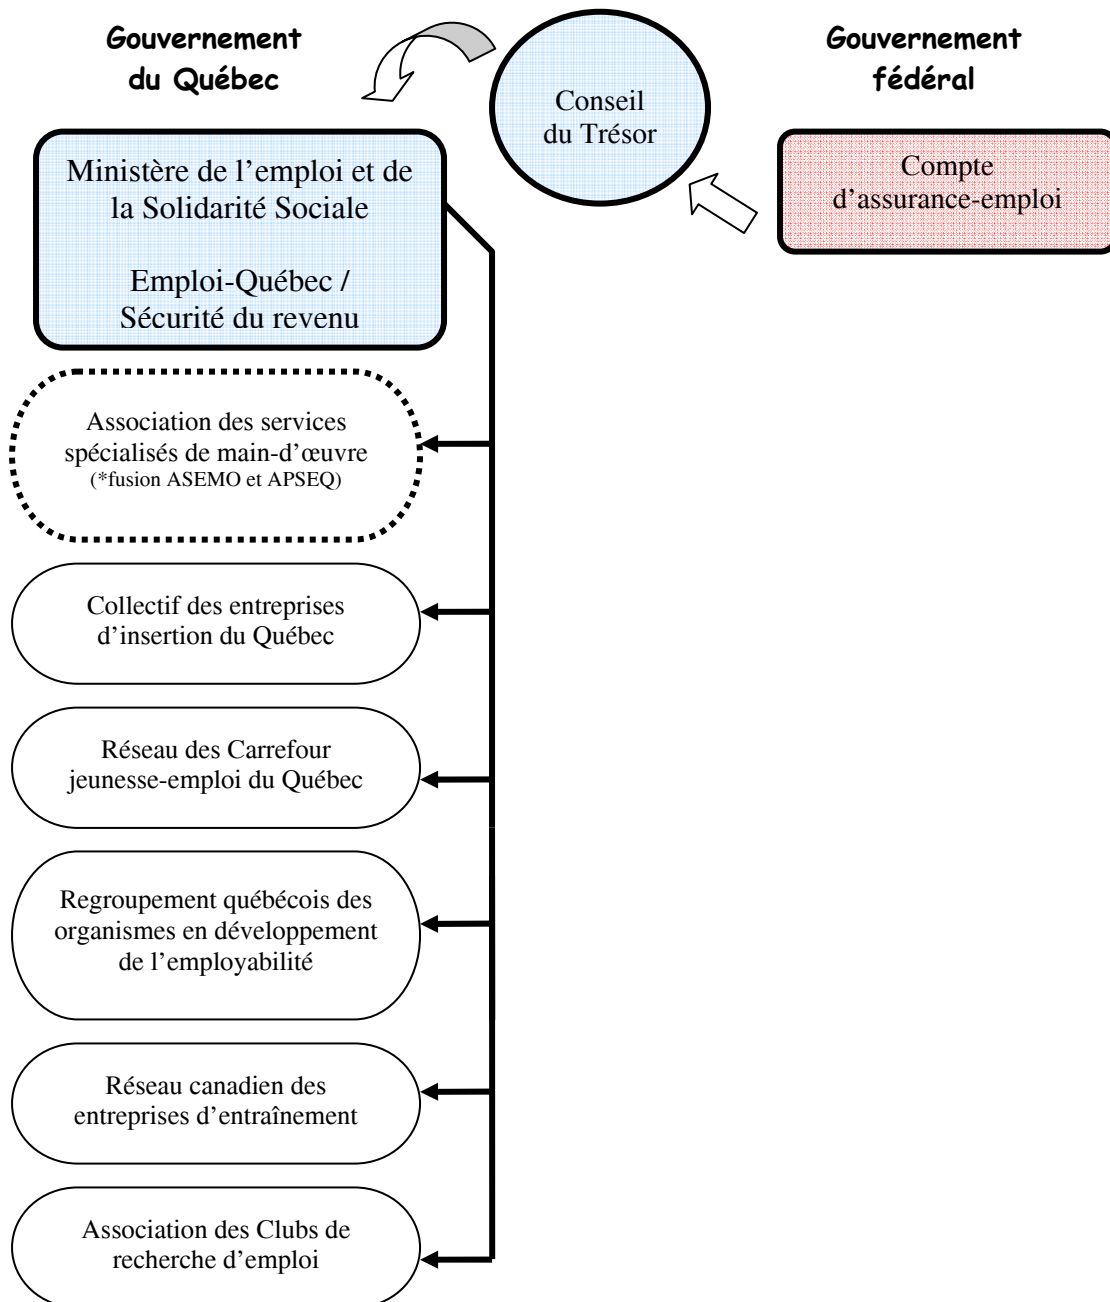 Gouvernement
du Québec
Conseil
du Trésor
Gouvernement
fédéral
Compte
d'assurance-emploi
Ministère de l'emploi et de
la Solidarité Sociale
Emploi-Québec /
Sécurité du revenu
Association des services
spécialisés de main-d'œuvre
(*fusion ASEMO et APSEQ)
Collectif des entreprises
d'insertion du Québec
Réseau des Carrefour
jeunesse-emploi du Québec
Regroupement québécois des
organismes en développement
de l'employabilité
Réseau canadien des
entreprises d'entraînement
Association des Clubs de
recherche d'emploi